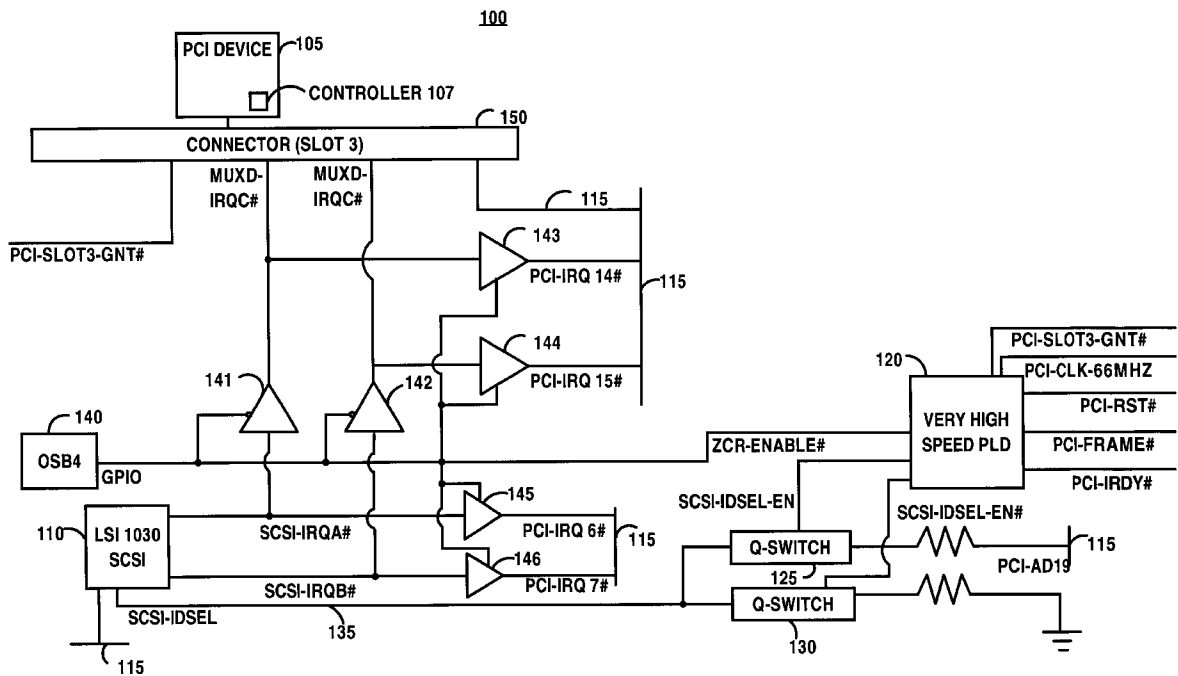 100
PCI DEVICE
105
CONTROLLER 107
150
CONNECTOR (SLOT 3)
MUXD-
IRQC#
MUXD-
IRQC#
115
PCI-SLOT3-GNT#
143
PCI-IRQ 14#
115
144
PCI-IRQ 15#
141
142
120
PCI-SLOT3-GNT#
PCI-CLK-66MHZ
PCI-RST#
VERY HIGH
SPEED PLD
PCI-FRAME#
PCI-IRDY#
140
OSB4
GPIO
ZCR-ENABLE#
SCSI-IDSEL-EN
SCSI-IDSEL-EN#
145
110
LSI 1030
SCSI
SCSI-IRQA#
PCI-IRQ 6#
115
146
SCSI-IRQB#
PCI-IRQ 7#
Q-SWITCH
125
115
PCI-AD19
SCSI-IDSEL
135
Q-SWITCH
130
115